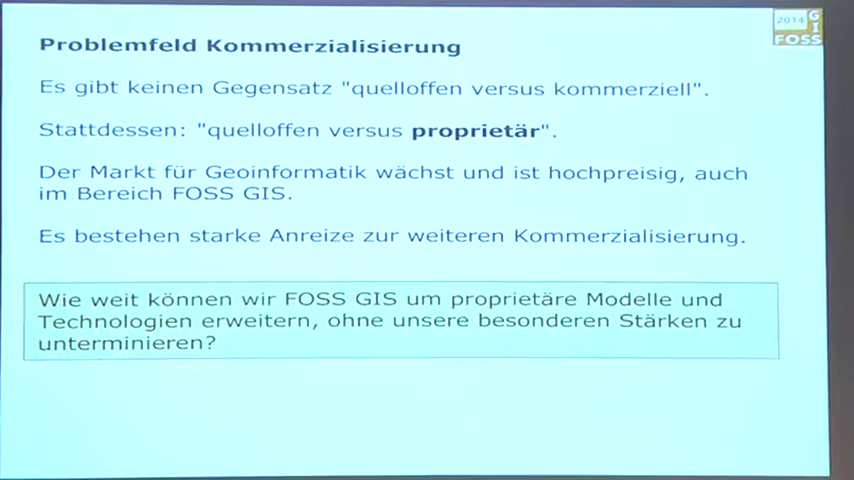 2014 GI
FOSS
Problemfeld Kommerzialisierung
Es gibt keinen Gegensatz "quelloffen versus kommerziell".
Stattdessen: "quelloffen versus proprietär".
Der Markt für Geoinformatik wächst und ist hochpreisig, auch
im Bereich FOSS GIS.
Es bestehen starke Anreize zur weiteren Kommerzialisierung.
Wie weit können wir FOSS GIS um proprietäre Modelle und
Technologien erweitern, ohne unsere besonderen Stärken zu
unterminieren?